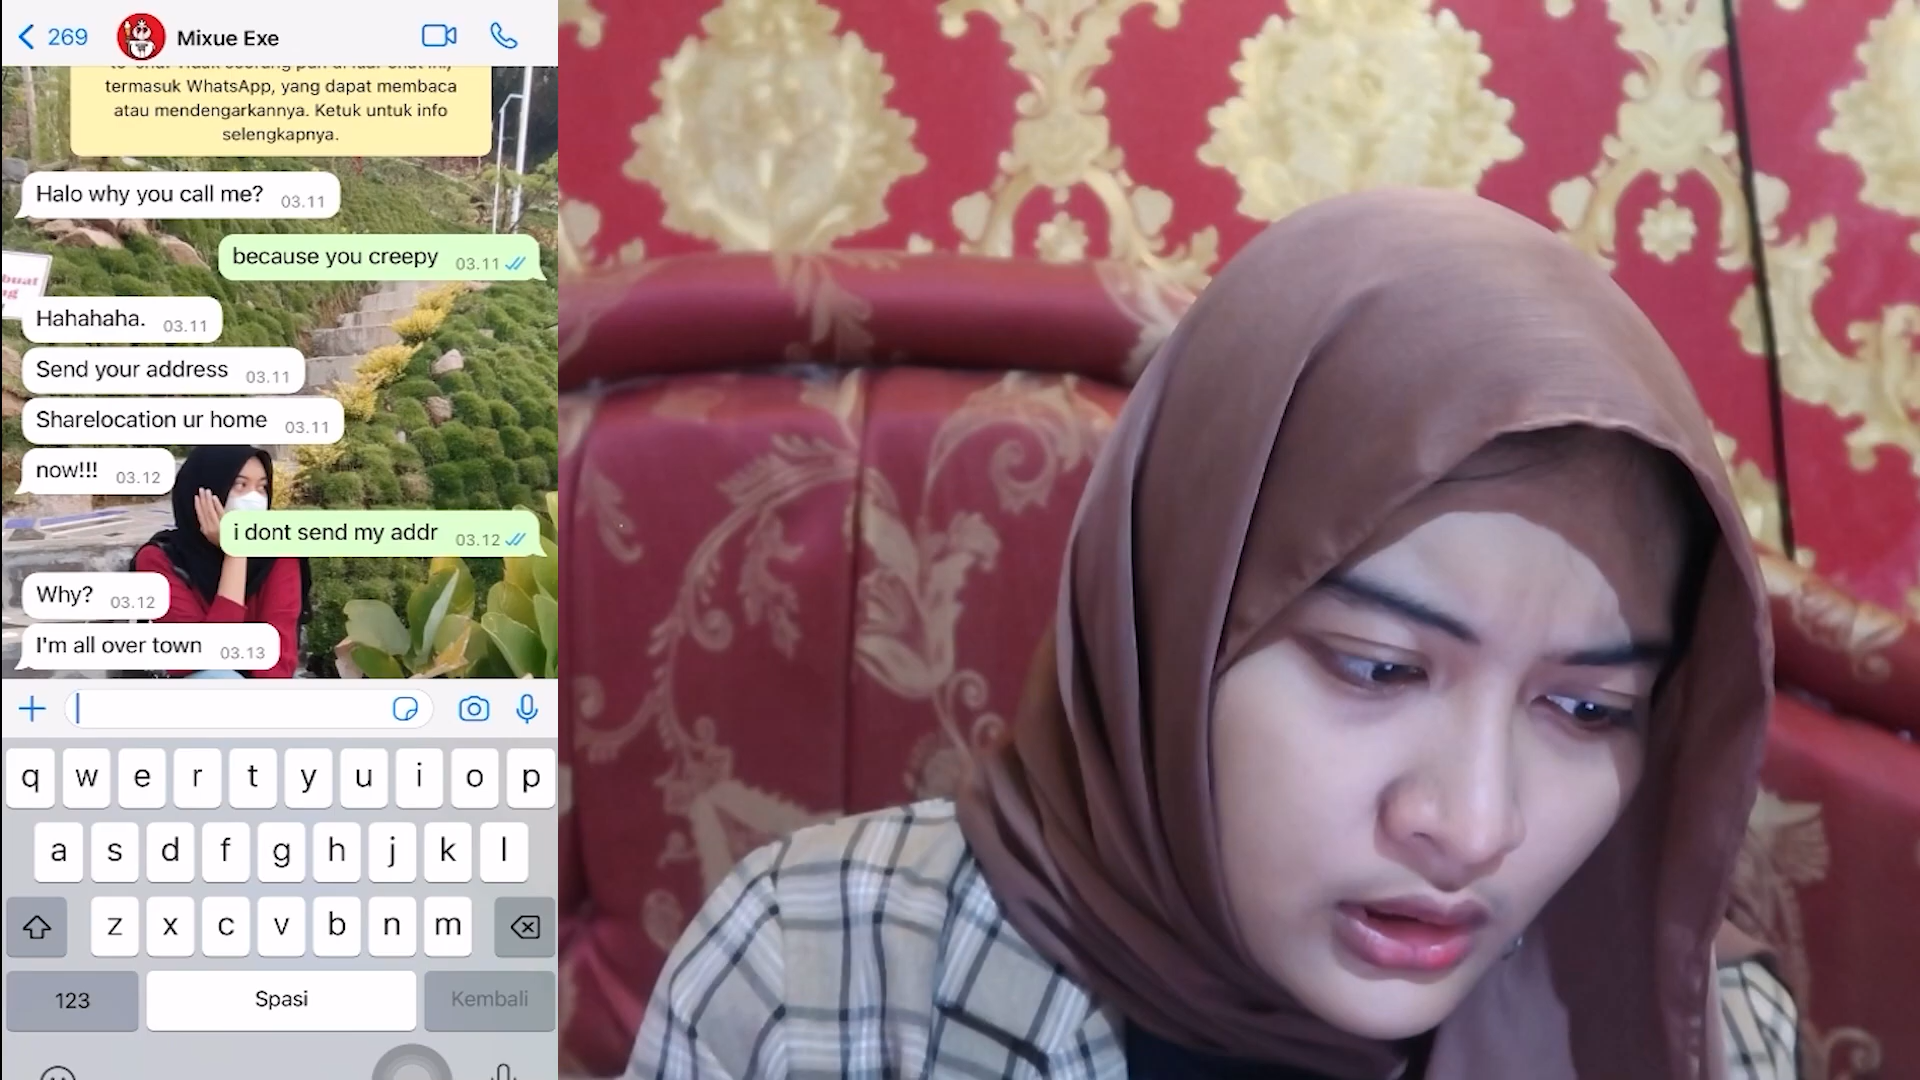 269
Mixue Exe
termasuk WhatsApp, yang dapat membaca
atau mendengarkannya. Ketuk untuk info
selengkapnya.
Halo why you call me? 03.11
because you creepy 03.11
Hahahaha. 03.11
Send your address 03.11
Sharelocation ur home 03.11
now!!! 03.12
i dont send my addr 03.12
Why? 03.12
I'm all over town 03.13
q w e r t y u i o p
a s d f g h j k l
z x c v b n m
123 Spasi Kembali